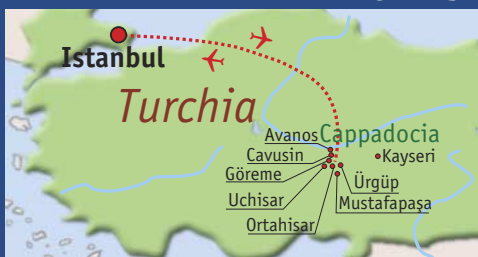 Istanbul
Turchia
Avanos
Cappadocia
Cavusin
Kayseri
Göreme
Ürgüp
Uchisar
Mustafapaşa
Ortahisar